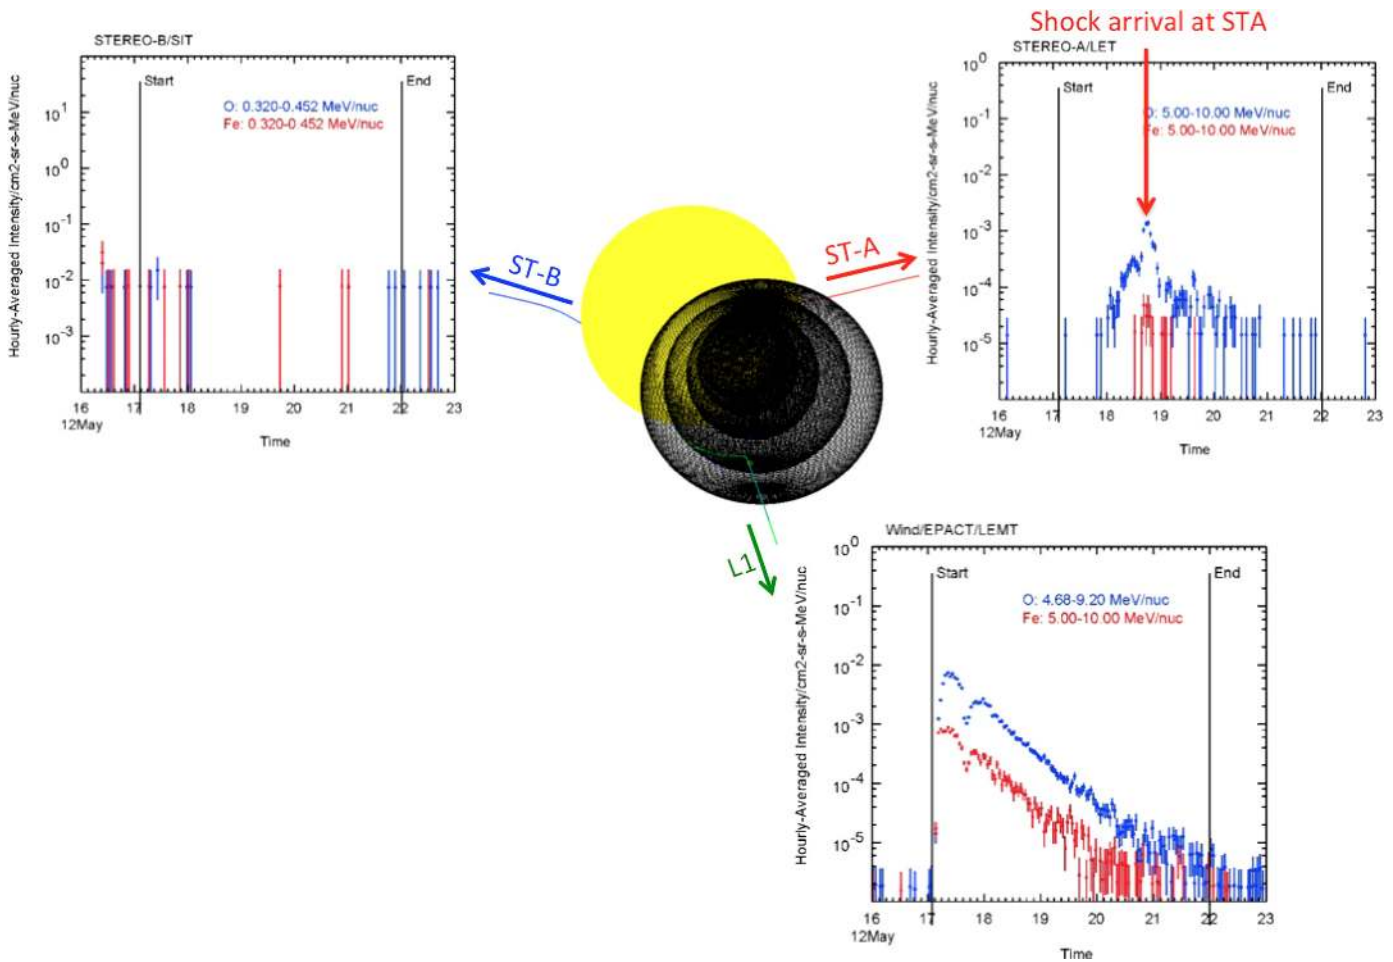 Shock arrival at STA
STEREO-B/SIT
Start
End
O: 0.320-0.452 MeV/nuc
Fe: 0.320-0.452 MeV/nuc
Hourly-Averaged Intensity/cm2-sr-s-MeV/nuc
10^1
10^0
10^-1
10^-2
10^-3
16 17 18 19 20 21 22 23
12May
Time
ST-B
ST-A
L1
STEREO-A/LET
Start
End
O: 5.00-10.00 MeV/nuc
Fe: 5.00-10.00 MeV/nuc
Hourly-Averaged Intensity/cm2-sr-s-MeV/nuc
10^0
10^-1
10^-2
10^-3
10^-4
10^-5
16 17 18 19 20 21 22 23
12May
Time
Wind/EPACT/LEMT
Start
End
O: 4.68-9.20 MeV/nuc
Fe: 5.00-10.00 MeV/nuc
Hourly-Averaged Intensity/cm2-sr-s-MeV/nuc
10^0
10^-1
10^-2
10^-3
10^-4
10^-5
16 17 18 19 20 21 22 23
12May
Time